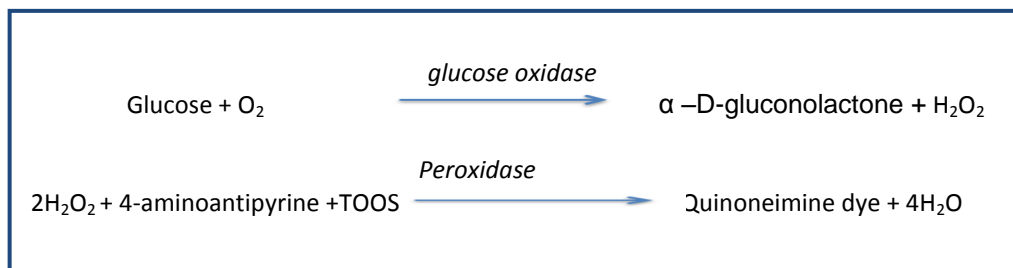 glucose oxidase
Glucose + O₂ α –D-gluconolactone + H₂O₂
Peroxidase
2H₂O₂ + 4-aminoantipyrine +TOOS Quinoneimine dye + 4H₂O